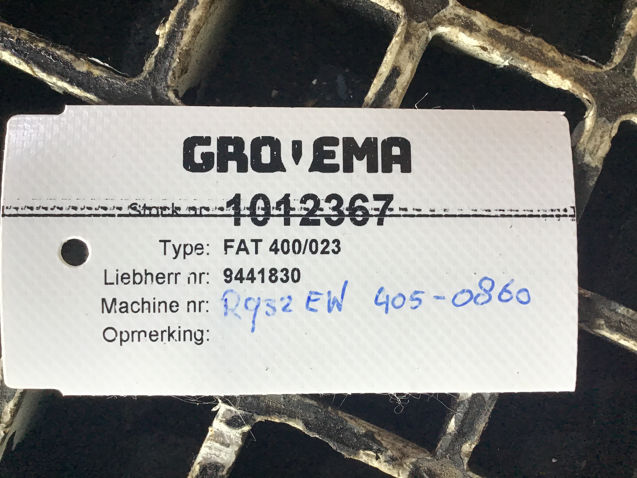 GROVEMA
Stock nr: 1012367
Type: FAT 400/023
Liebherr nr: 9441830
Machine nr: R932 EW 405-0860
Opmerking: